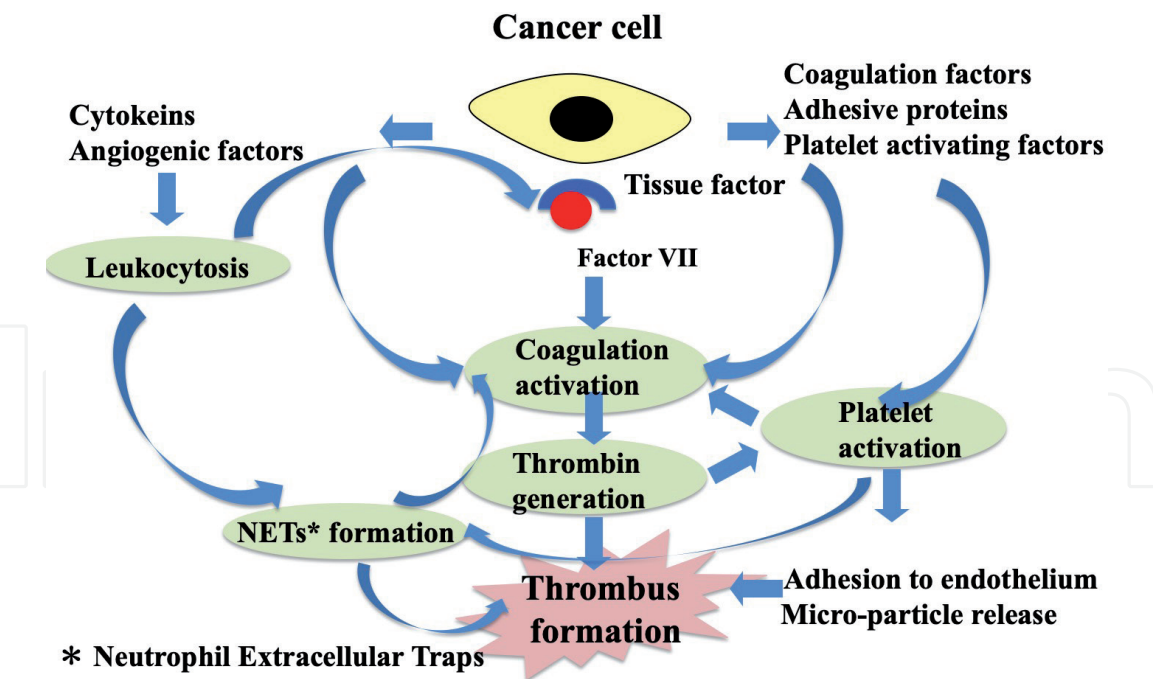 Cancer cell
Cytokeins
Angiogenic factors
Coagulation factors
Adhesive proteins
Platelet activating factors
Tissue factor
Leukocytosis
Factor VII
Coagulation
activation
Platelet
activation
Thrombin
generation
NETs* formation
Thrombus
formation
Adhesion to endothelium
Micro-particle release
* Neutrophil Extracellular Traps